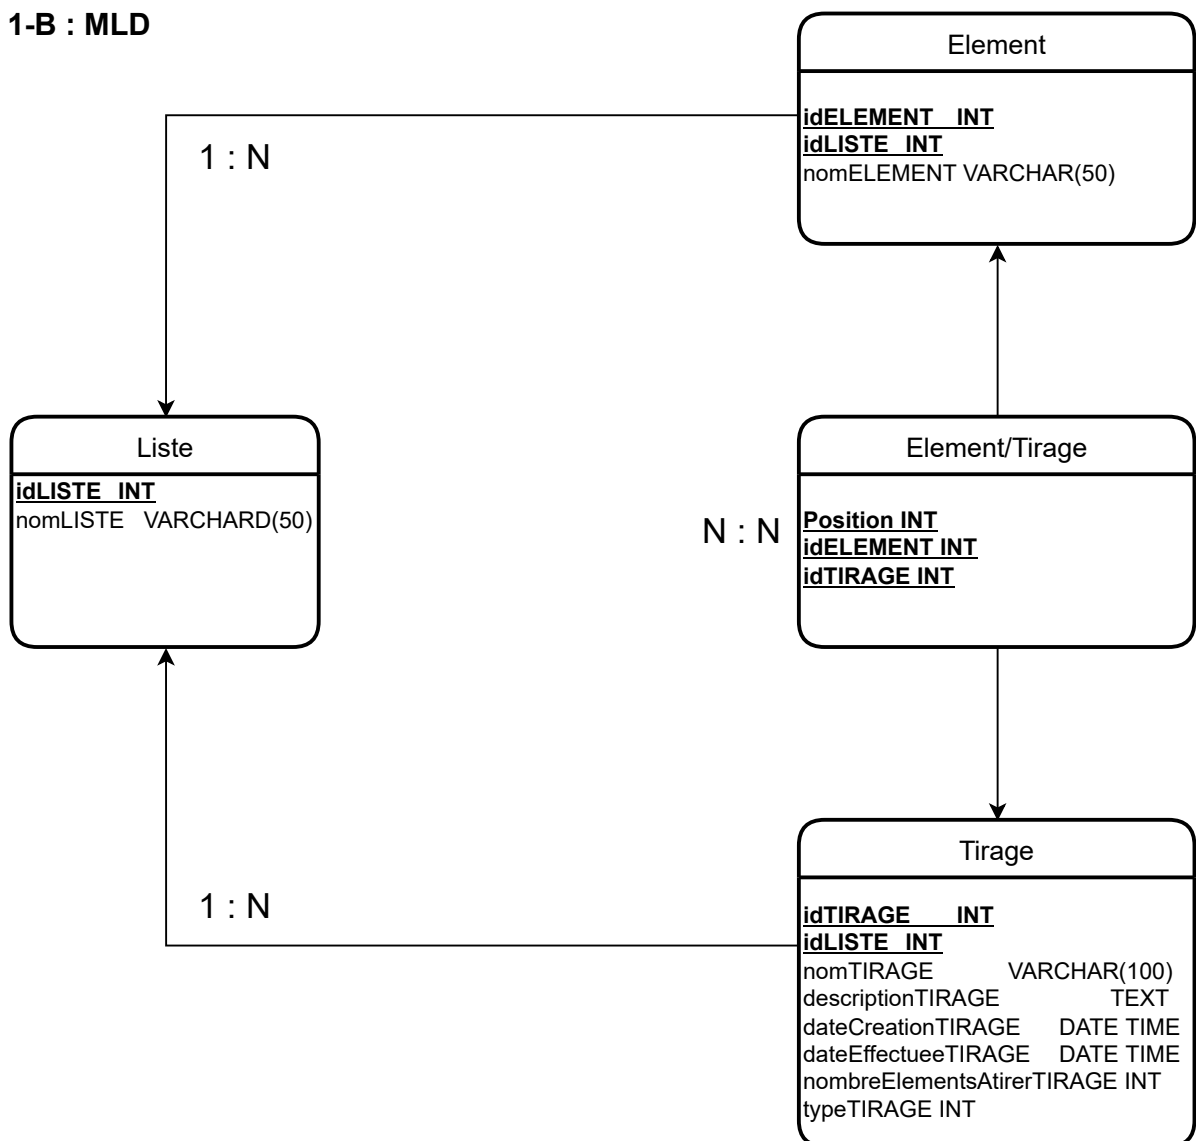 1-B : MLD
Element
idELEMENT INT
idLISTE INT
nomELEMENT VARCHAR(50)
1 : N
Liste
idLISTE INT
nomLISTE VARCHARD(50)
Element/Tirage
N : N
Position INT
idELEMENT INT
idTIRAGE INT
1 : N
Tirage
idTIRAGE INT
idLISTE INT
nomTIRAGE VARCHAR(100)
descriptionTIRAGE TEXT
dateCreationTIRAGE DATE TIME
dateEffectueeTIRAGE DATE TIME
nombreElementsAtirerTIRAGE INT
typeTIRAGE INT